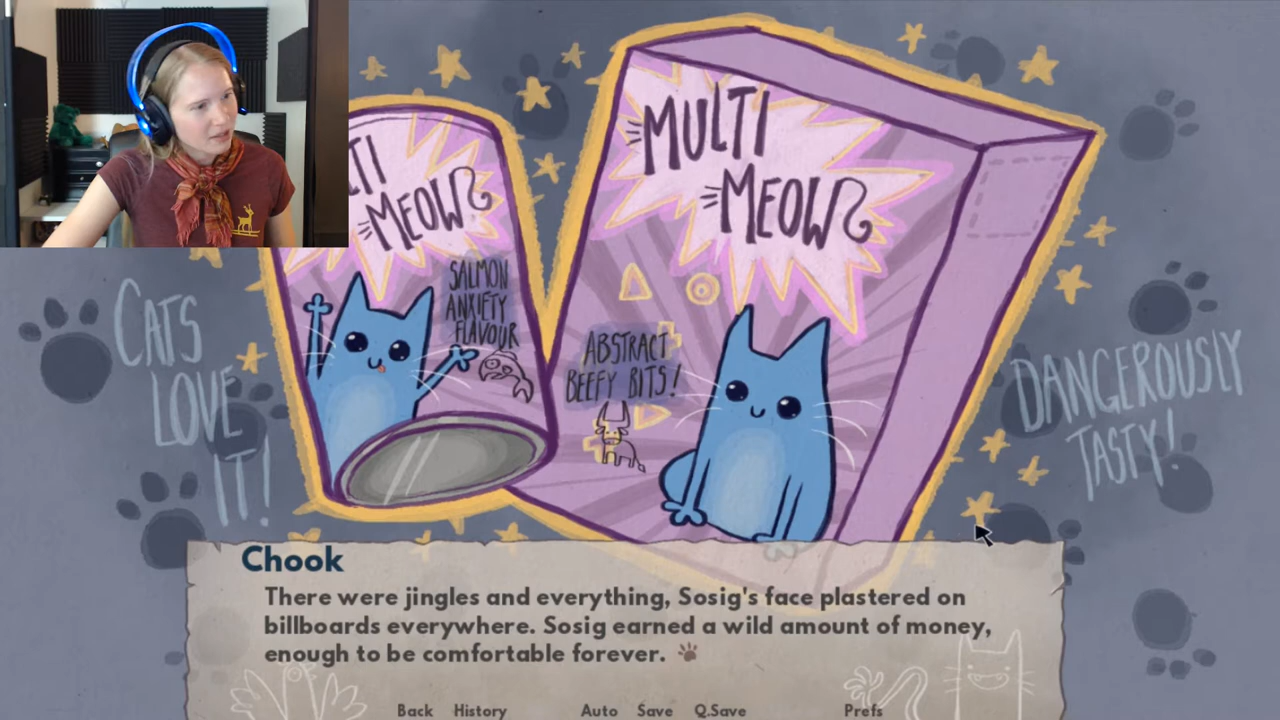 MULTI
MEOW
TI
MEOW
SALMON
ANXIETY
FLAVOUR
ABSTRACT
BEEFY BITS!
CATS
LOVE
IT!
DANGEROUSLY
TASTY!
Chook
There were jingles and everything, Sosig's face plastered on
billboards everywhere. Sosig earned a wild amount of money,
enough to be comfortable forever.
Back History Auto Save Q.Save Prefs